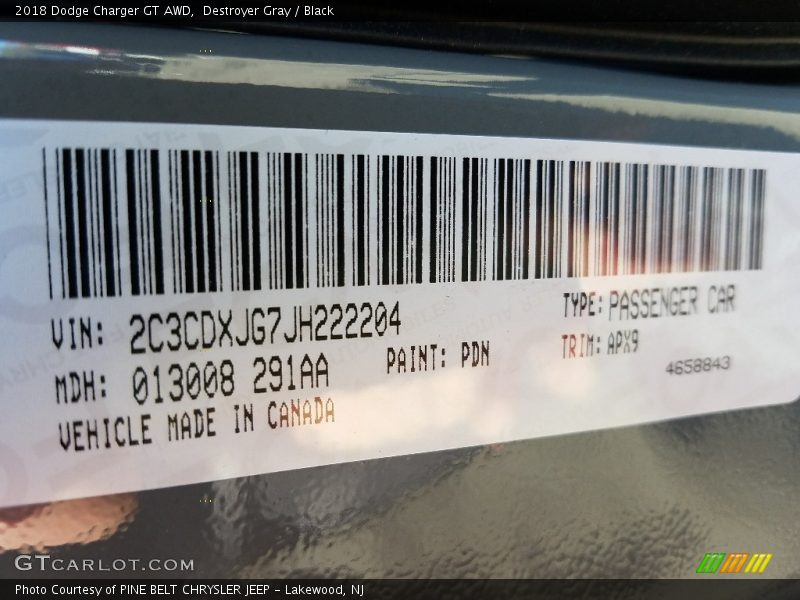 2018 Dodge Charger GT AWD,  Destroyer Gray / Black
VIN: 2C3CDXJG7JH222204
TYPE: PASSENGER CAR
MDH: 013008 291AA
PAINT: PDN
TRIM: APX9
4658843
VEHICLE MADE IN CANADA
GTCARLOT.COM
Photo Courtesy of PINE BELT CHRYSLER JEEP - Lakewood, NJ